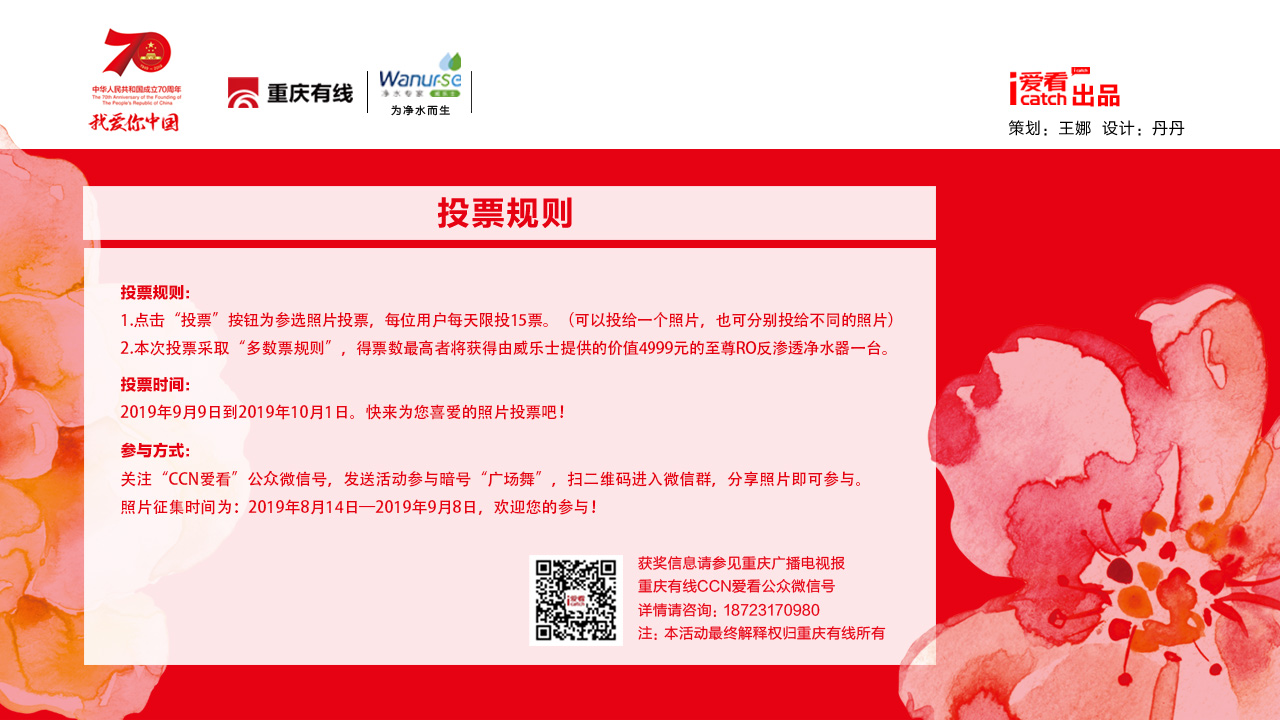 70
中华人民共和国成立70周年
The 70th Anniversary of the Founding of
The People's Republic of China
我爱你中国
重庆有线
Wanurse
净水专家 威乐士
为净水而生
i catch
i爱看
catch 出品
策划：王娜 设计：丹丹
投票规则
投票规则：
1.点击“投票”按钮为参选照片投票，每位用户每天限投15票。（可以投给一个照片，也可分别投给不同的照片）
2.本次投票采取“多数票规则”，得票数最高者将获得由威乐士提供的价值4999元的至尊RO反渗透净水器一台。
投票时间：
2019年9月9日到2019年10月1日。快来为您喜爱的照片投票吧！
参与方式：
关注“CCN爱看”公众微信号，发送活动参与暗号“广场舞”，扫二维码进入微信群，分享照片即可参与。
照片征集时间为：2019年8月14日—2019年9月8日，欢迎您的参与！
获奖信息请参见重庆广播电视报
重庆有线CCN爱看公众微信号
详情请咨询：18723170980
注：本活动最终解释权归重庆有线所有